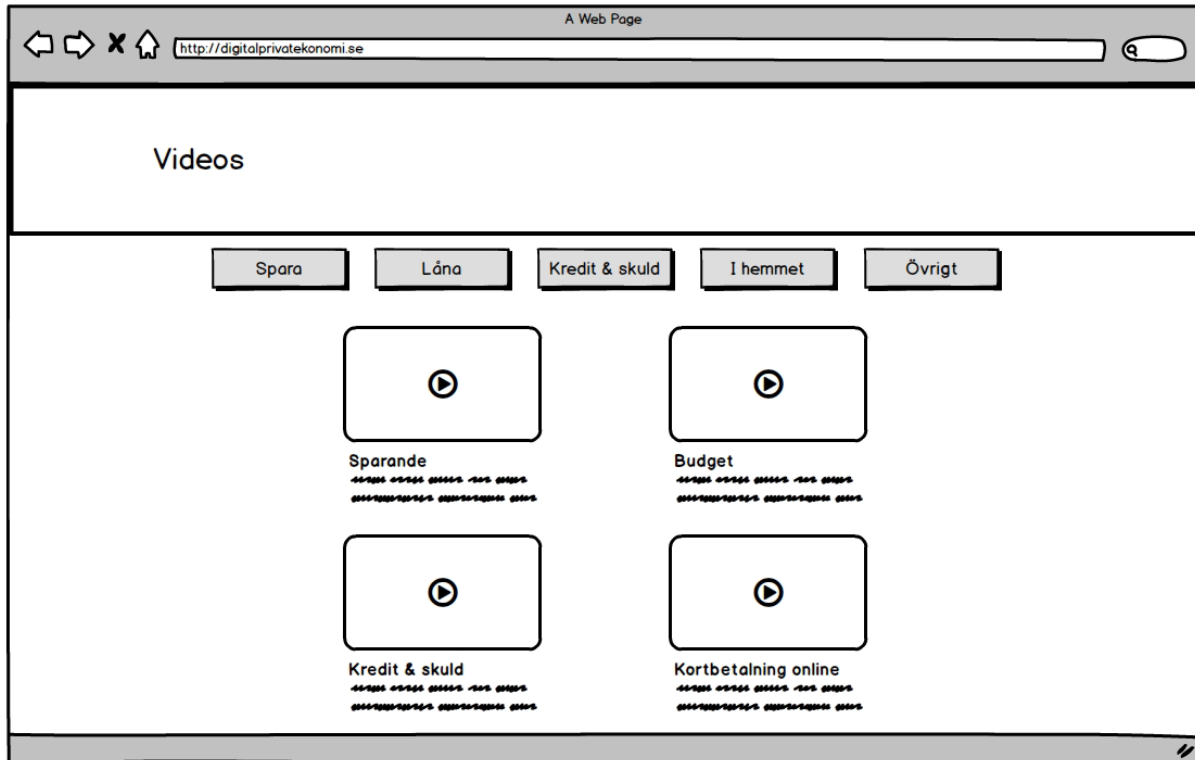 A Web Page
http://digitalprivatekonomi.se
Videos
Spara
Låna
Kredit & skuld
I hemmet
Övrigt
Sparande
Budget
Kredit & skuld
Kortbetalning online